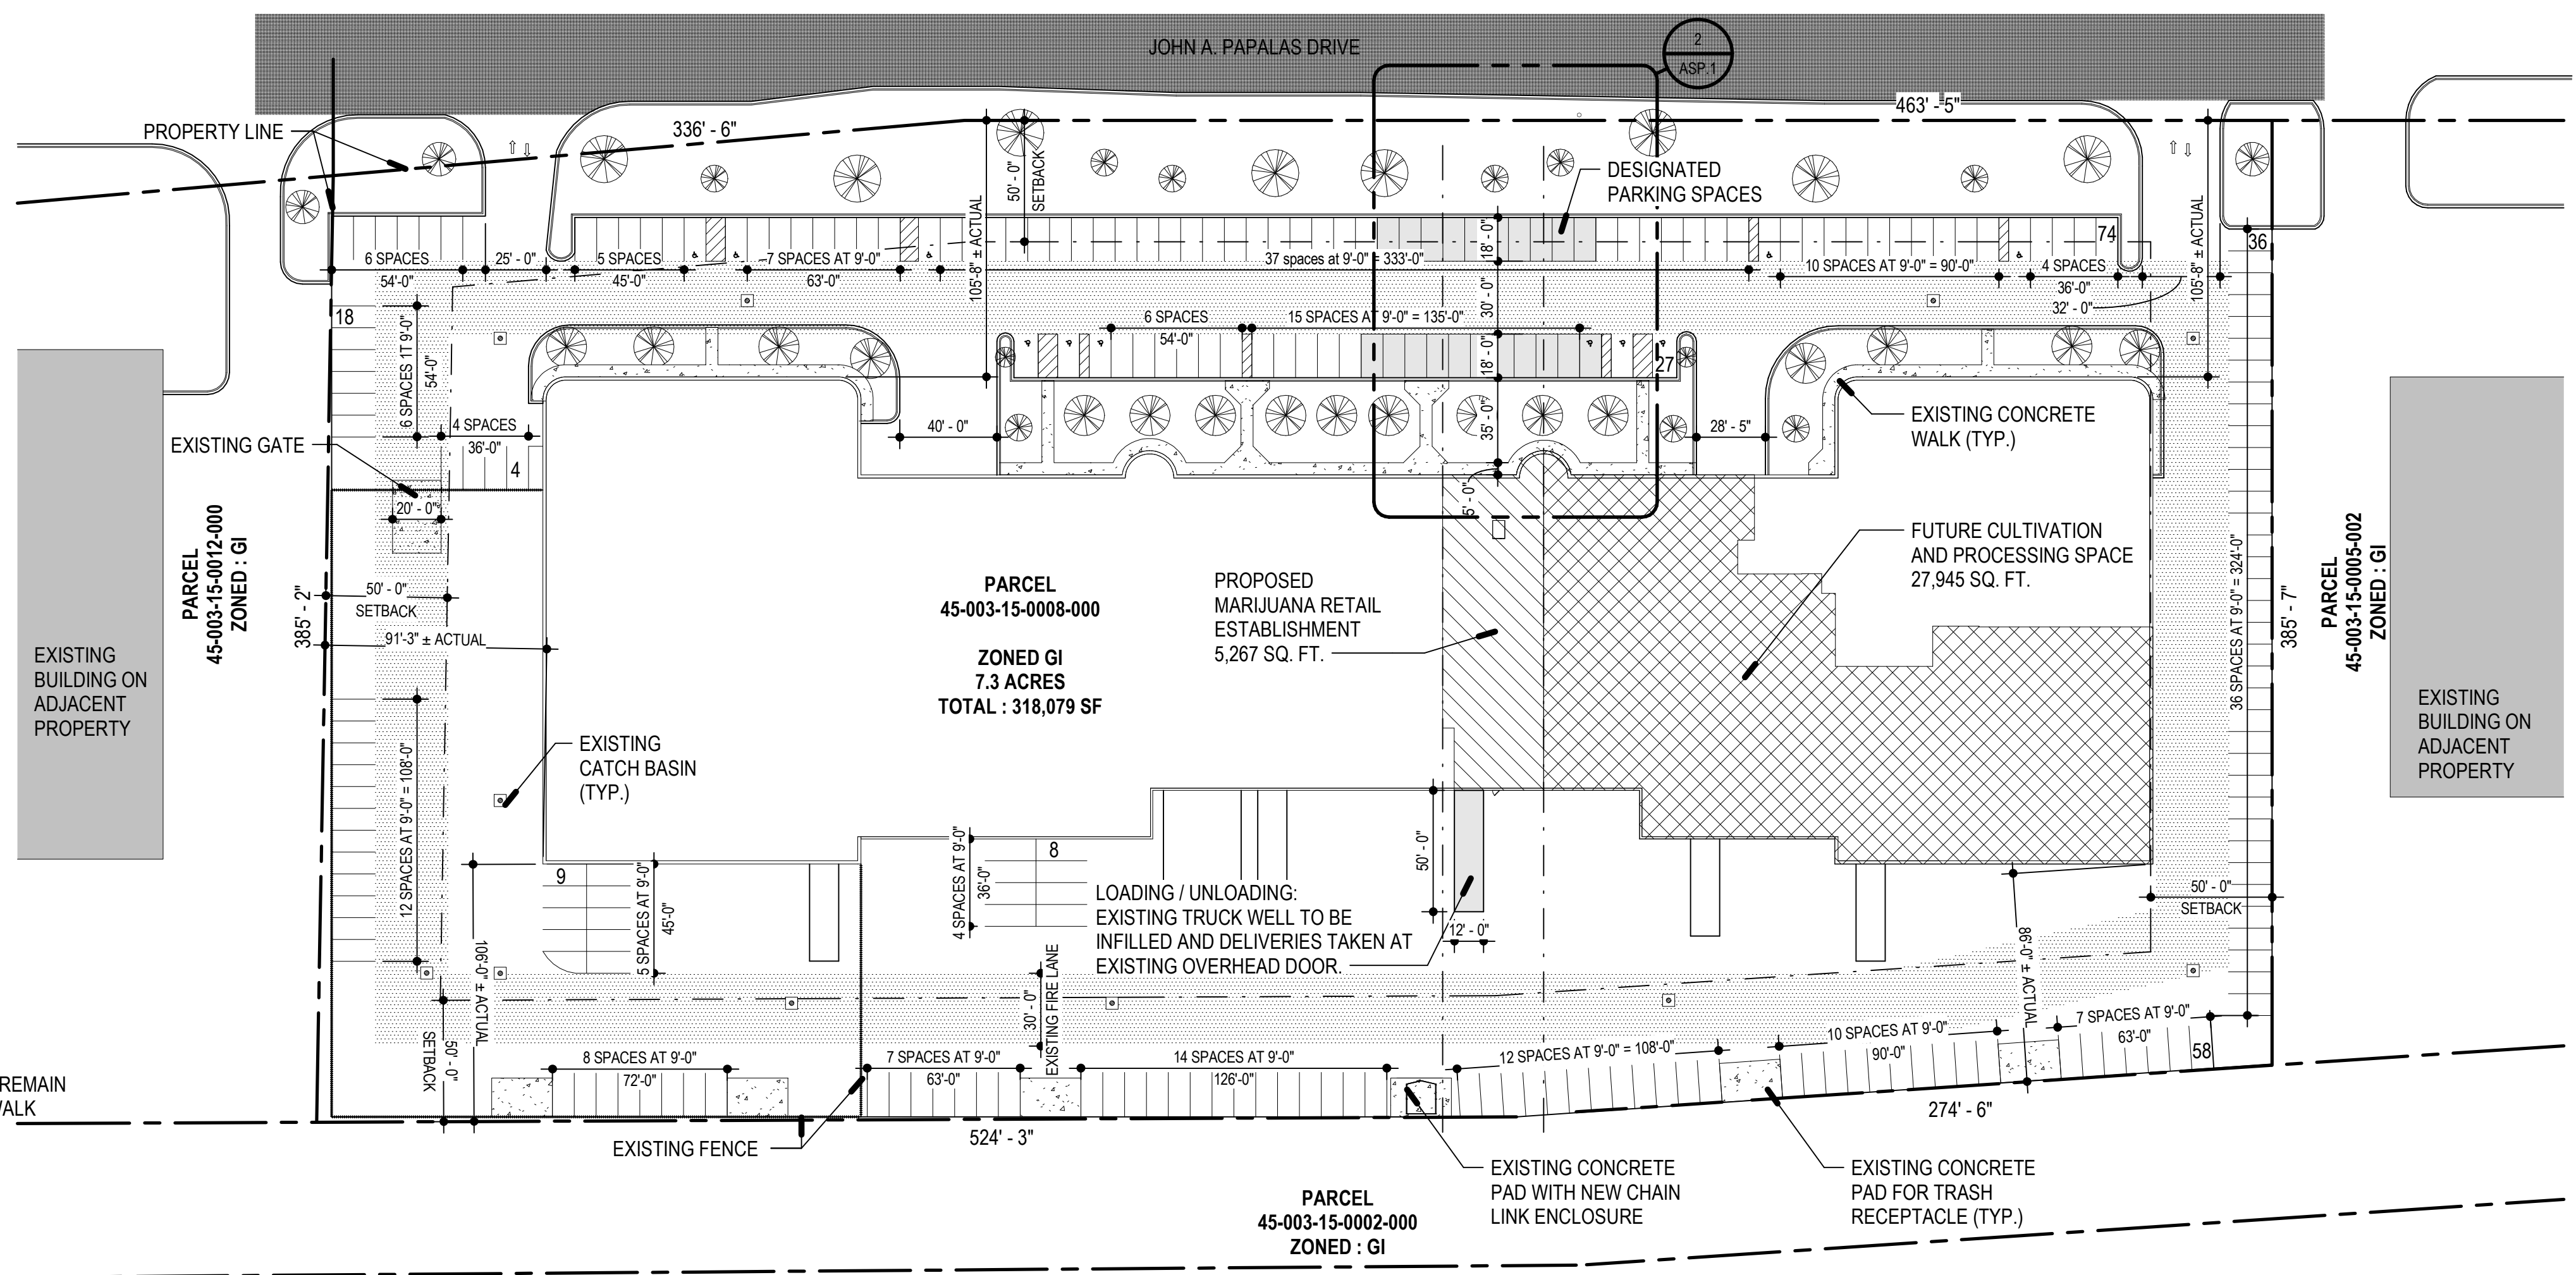 JOHN A. PAPALAS DRIVE
2
ASP.1
463' - 5"
PROPERTY LINE
336' - 6"
50' - 0"
SETBACK
DESIGNATED
PARKING SPACES
105'-8" ± ACTUAL
105'-8" ± ACTUAL
18' - 0"
74
36
6 SPACES
54'-0"
25' - 0"
5 SPACES
45'-0"
7 SPACES AT 9'-0"
63'-0"
37 spaces at 9'-0" = 333'-0"
10 SPACES AT 9'-0" = 90'-0"
4 SPACES
36'-0"
32' - 0"
30' - 0"
18
6 SPACES 1T 9'-0"
54'-0"
6 SPACES
54'-0"
15 SPACES AT 9'-0" = 135'-0"
18' - 0"
27
4 SPACES
36'-0"
4
EXISTING GATE
20' - 0"
40' - 0"
35' - 0"
28' - 5"
5' - 0"
EXISTING CONCRETE
WALK (TYP.)
PARCEL
45-003-15-0012-000
ZONED : GI
385' - 2"
50' - 0"
SETBACK
91'-3" ± ACTUAL
EXISTING
BUILDING ON
ADJACENT
PROPERTY
PARCEL
45-003-15-0008-000
ZONED GI
7.3 ACRES
TOTAL : 318,079 SF
PROPOSED
MARIJUANA RETAIL
ESTABLISHMENT
5,267 SQ. FT.
FUTURE CULTIVATION
AND PROCESSING SPACE
27,945 SQ. FT.
36 SPACES AT 9'-0" = 324'-0"
385' - 7"
PARCEL
45-003-15-0005-002
ZONED : GI
EXISTING
BUILDING ON
ADJACENT
PROPERTY
EXISTING
CATCH BASIN
(TYP.)
12 SPACES AT 9'-0" = 108'-0"
9
5 SPACES AT 9'-0"
45'-0"
4 SPACES AT 9'-0"
36'-0"
8
50' - 0"
12' - 0"
LOADING / UNLOADING:
EXISTING TRUCK WELL TO BE
INFILLED AND DELIVERIES TAKEN AT
EXISTING OVERHEAD DOOR.
50' - 0"
SETBACK
106'-0" ± ACTUAL
86'-0" ± ACTUAL
50' - 0"
SETBACK
30' - 0"
EXISTING FIRE LANE
8 SPACES AT 9'-0"
72'-0"
7 SPACES AT 9'-0"
63'-0"
14 SPACES AT 9'-0"
126'-0"
12 SPACES AT 9'-0" = 108'-0"
10 SPACES AT 9'-0"
90'-0"
7 SPACES AT 9'-0"
63'-0"
58
REMAIN
ALK
EXISTING FENCE
524' - 3"
274' - 6"
EXISTING CONCRETE
PAD WITH NEW CHAIN
LINK ENCLOSURE
EXISTING CONCRETE
PAD FOR TRASH
RECEPTACLE (TYP.)
PARCEL
45-003-15-0002-000
ZONED : GI